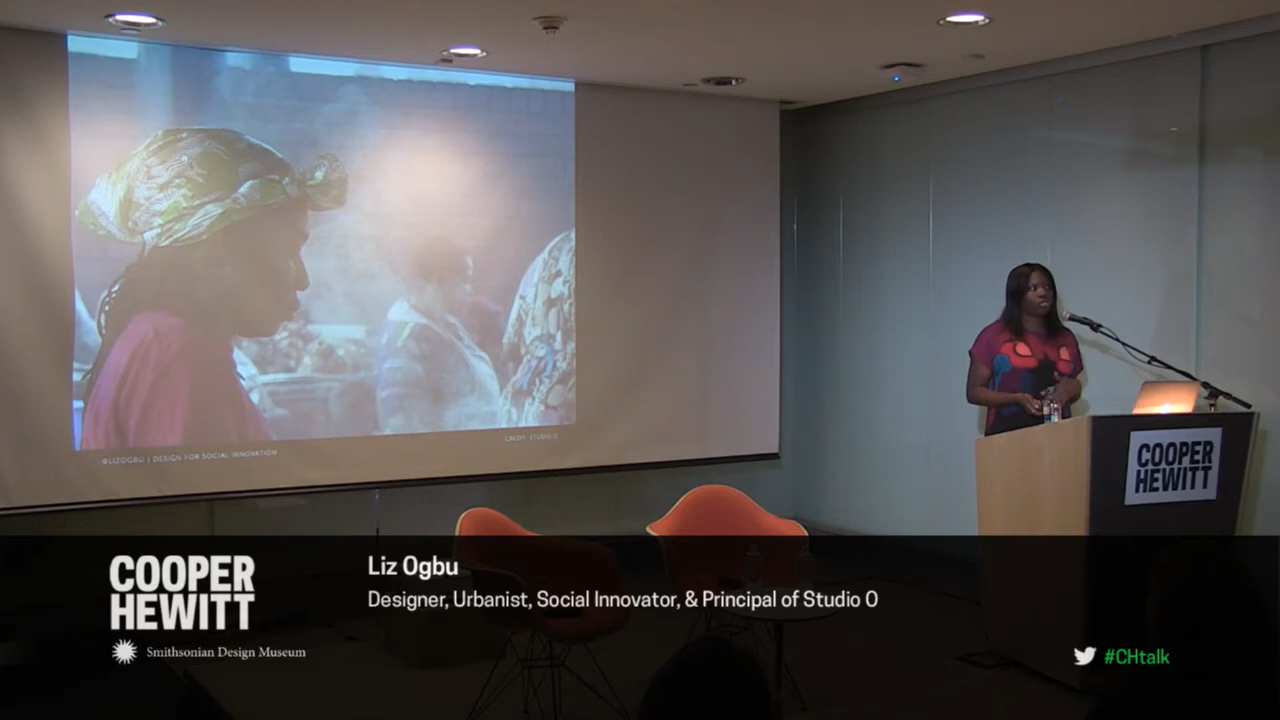 CREDIT: STUDIO O
@LIZOGBU | DESIGN FOR SOCIAL INNOVATION
COOPER
HEWITT
COOPER
HEWITT
Smithsonian Design Museum
Liz Ogbu
Designer, Urbanist, Social Innovator, & Principal of Studio O
#CHtalk